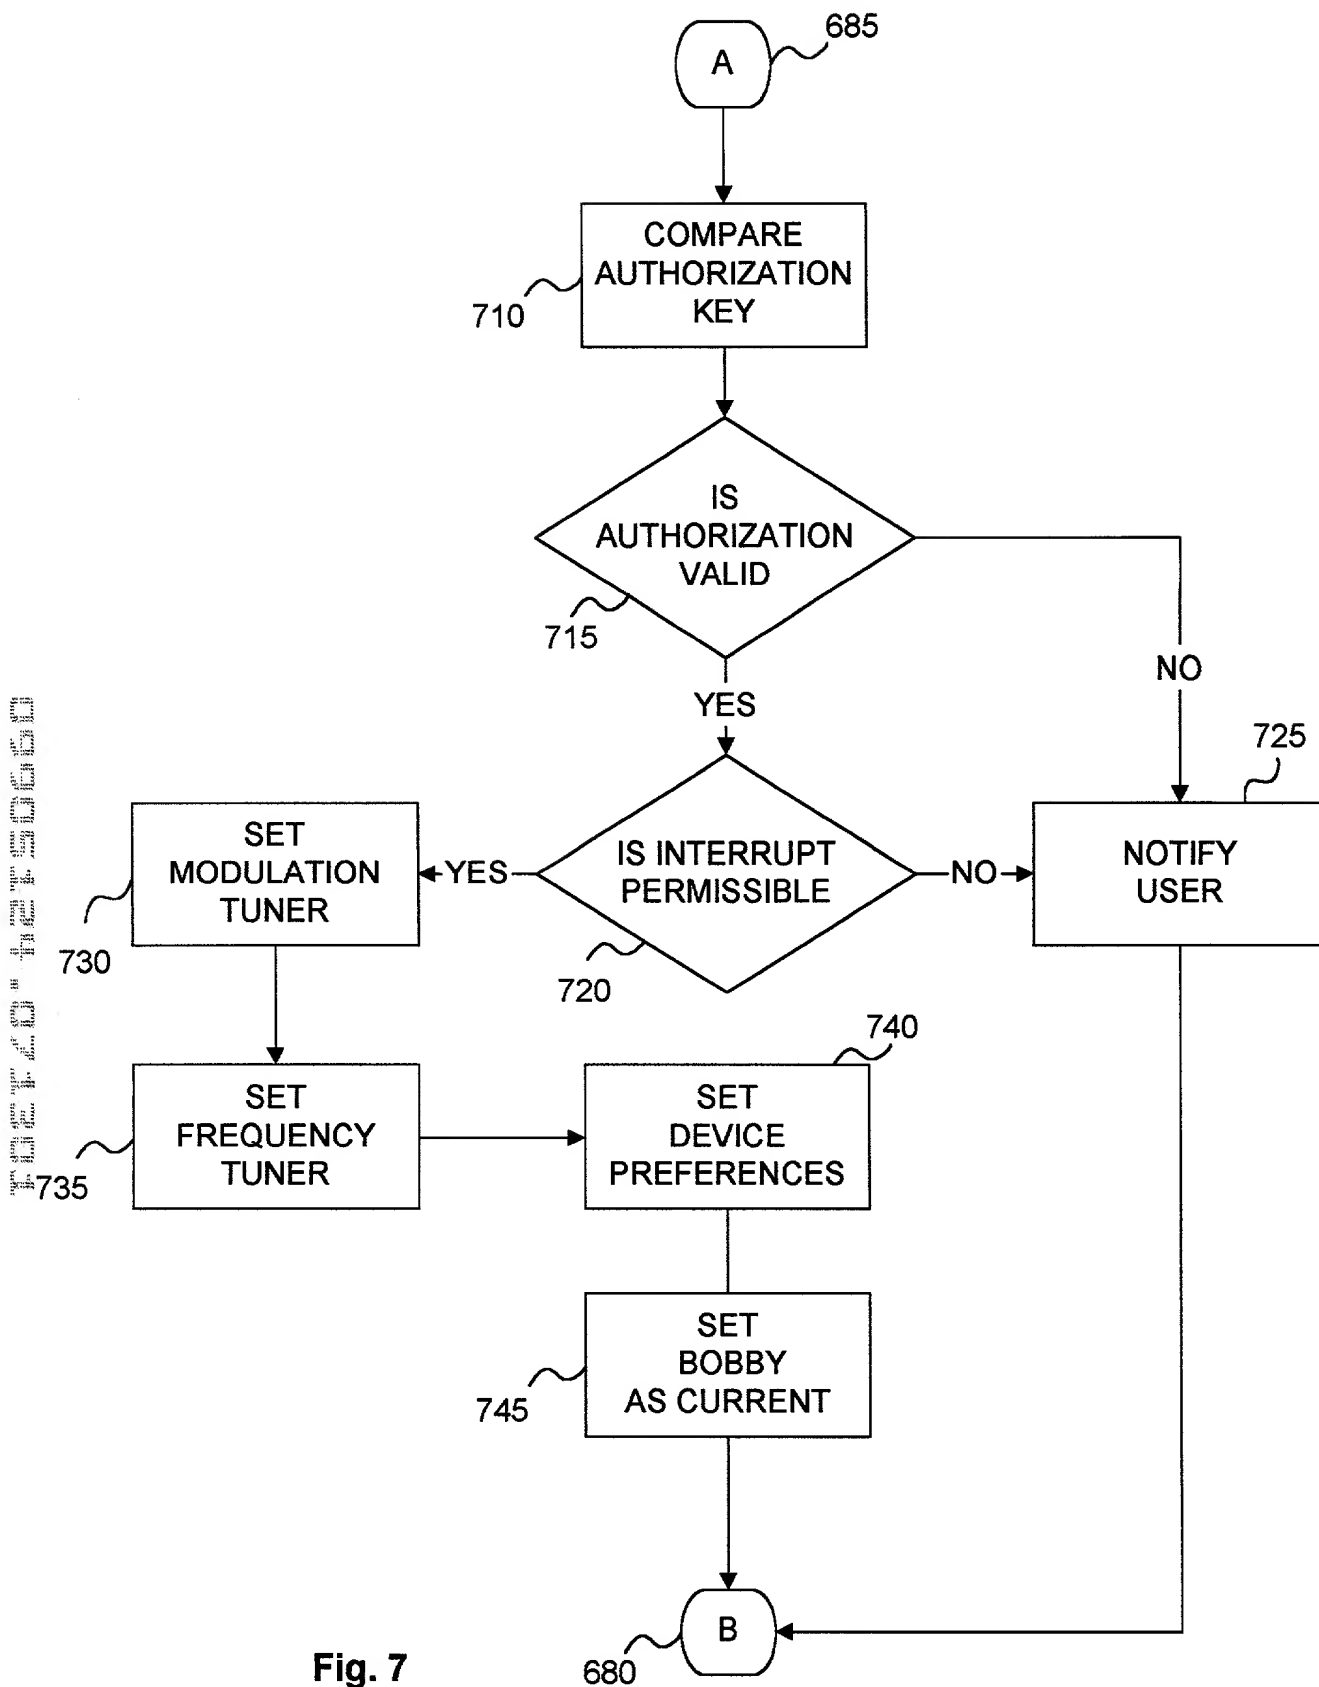 A
685
COMPARE
AUTHORIZATION
KEY
710
IS
AUTHORIZATION
VALID
715
NO
YES
725
SET
MODULATION
TUNER
730
YES
IS INTERRUPT
PERMISSIBLE
720
NO
NOTIFY
USER
740
SET
FREQUENCY
TUNER
735
SET
DEVICE
PREFERENCES
SET
BOBBY
AS CURRENT
745
B
680
Fig. 7